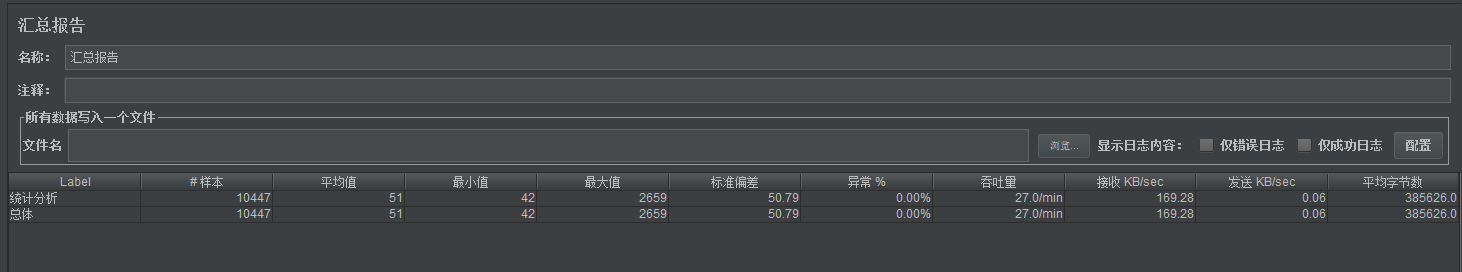 汇总报告
名称： 汇总报告
注释：
所有数据写入一个文件
文件名 浏览... 显示日志内容： 仅错误日志 仅成功日志 配置
Label # 样本 平均值 最小值 最大值 标准偏差 异常 % 吞吐量 接收 KB/sec 发送 KB/sec 平均字节数
统计分析 10447 51 42 2659 50.79 0.00% 27.0/min 169.28 0.06 385626.0
总体 10447 51 42 2659 50.79 0.00% 27.0/min 169.28 0.06 385626.0